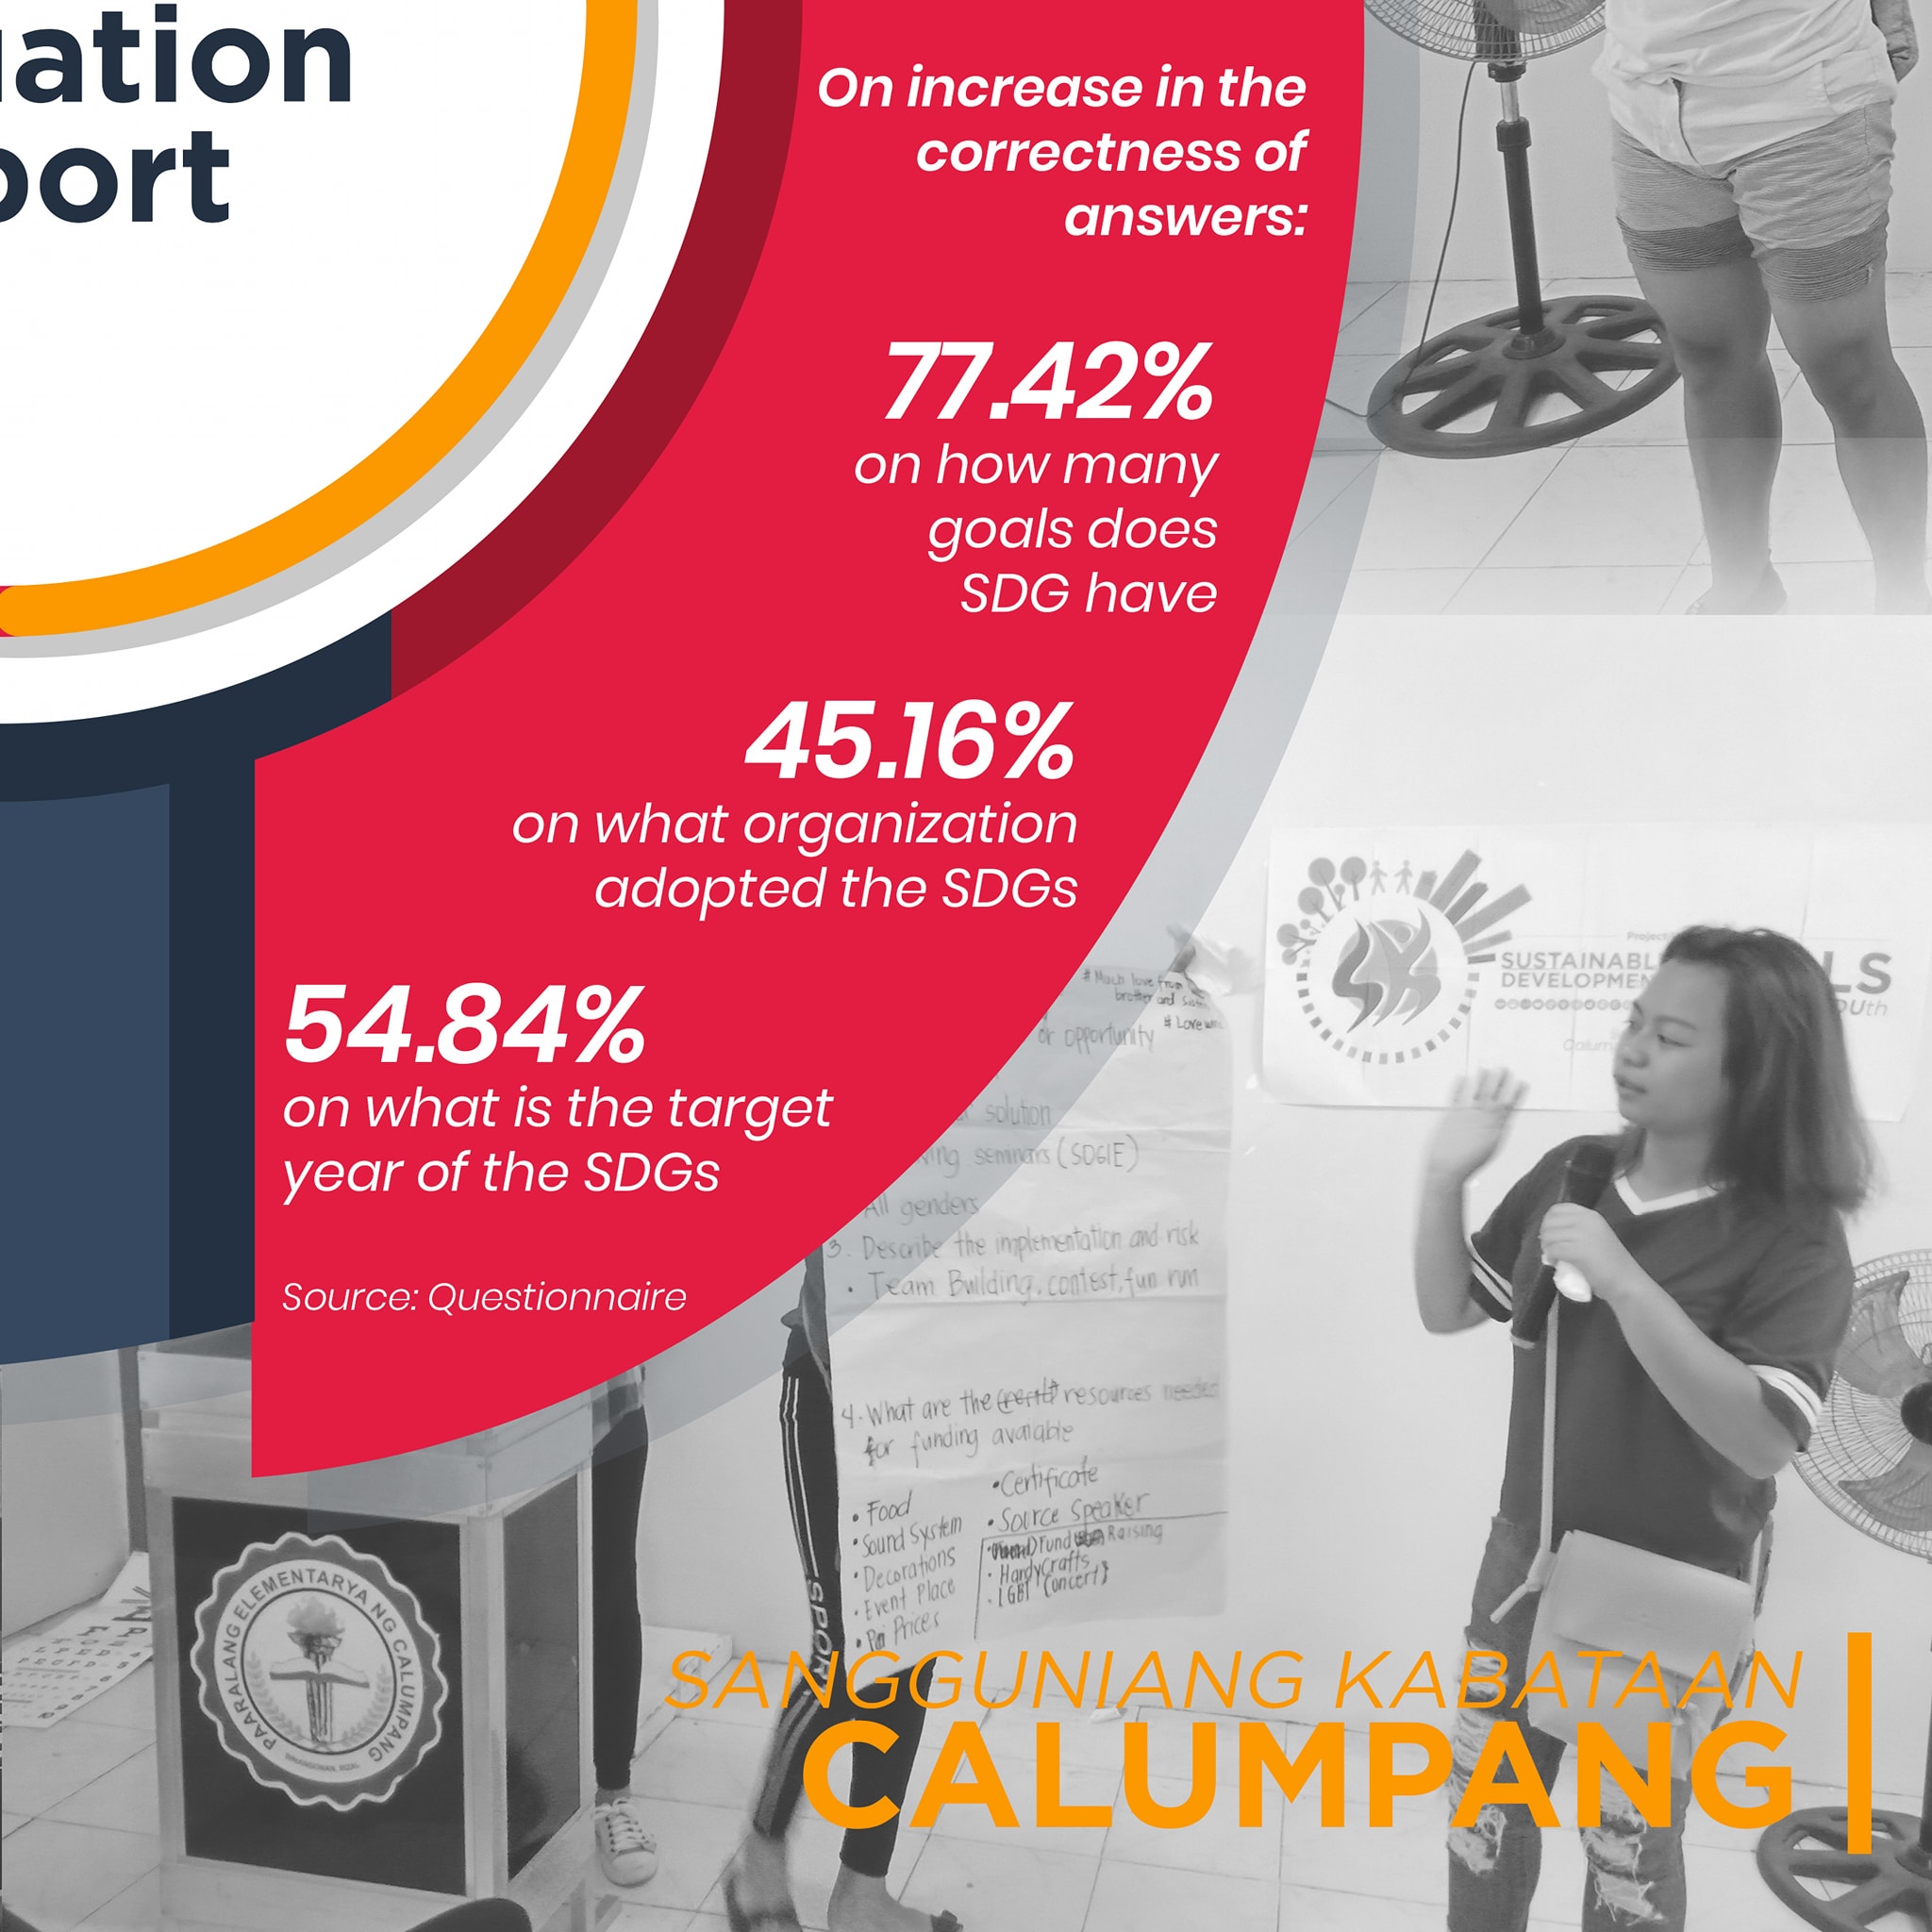 uation
port
On increase in the
correctness of
answers:
77.42%
on how many
goals does
SDG have
45.16%
on what organization
adopted the SDGs
54.84%
on what is the target
year of the SDGs
Source: Questionnaire
Project
SUSTAINABL
DEVELOPMEN
LS
OUth
# Much love from
brother and
# Love
or opportunity
solution
seminars (SDGIE)
All genders
3. Describe the implementation and risk
• Team Building, contest, fun run
4. What are the resources needed
for funding avaiable
• Food
• Sound System
• Decorations
• Event Place
• Prices
• Certificate
• Source Speaker
Fund Raising
• HandyCrafts
• LGBT Concert}
SPORT
PAARALANG ELEMENTARYA NG CALUMPANG
SANGGUNIANG KABATAAN
CALUMPANG